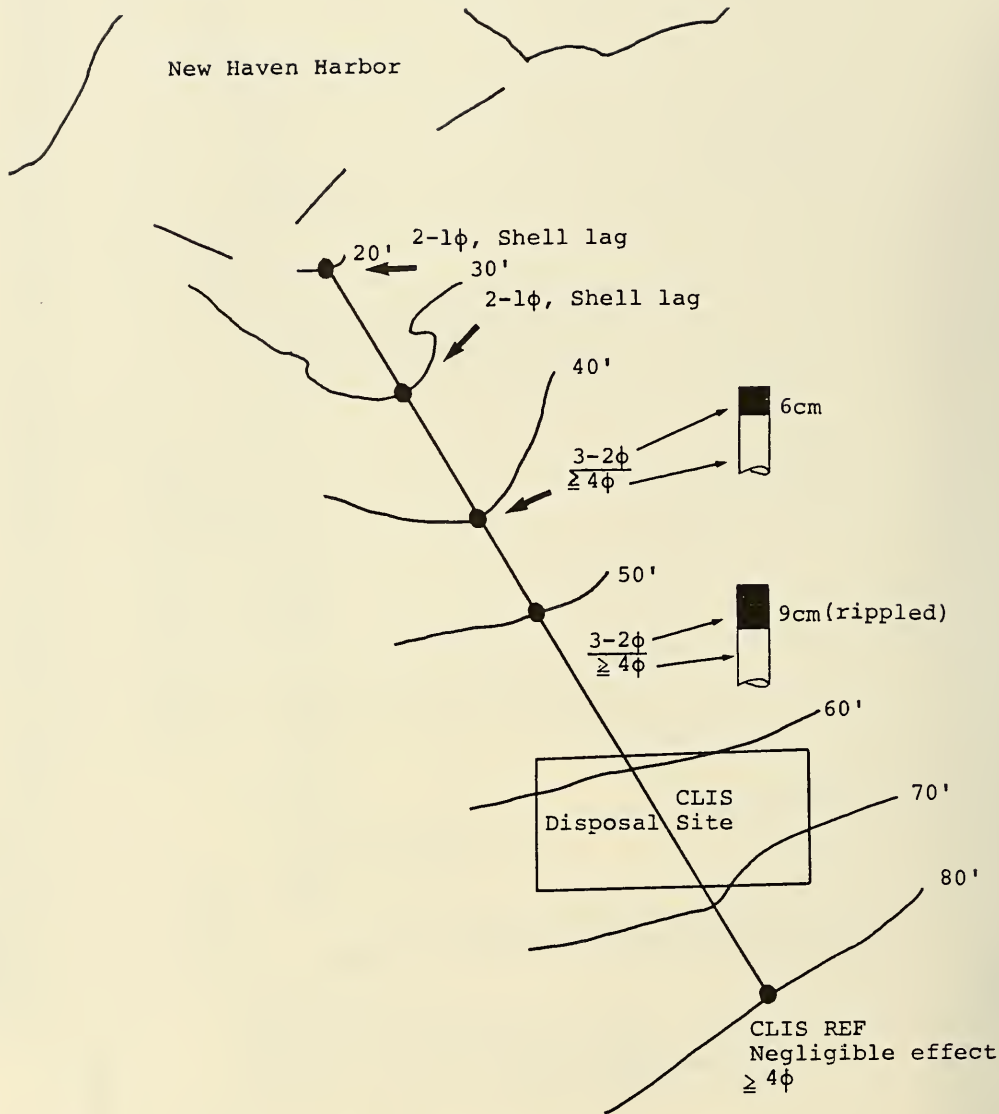 New Haven Harbor
20'
2-1ϕ, Shell lag
30'
2-1ϕ, Shell lag
40'
6cm
3-2ϕ
≧ 4ϕ
50'
9cm(rippled)
3-2ϕ
≧ 4ϕ
60'
CLIS
Disposal Site
70'
80'
CLIS REF
Negligible effect
≧ 4ϕ